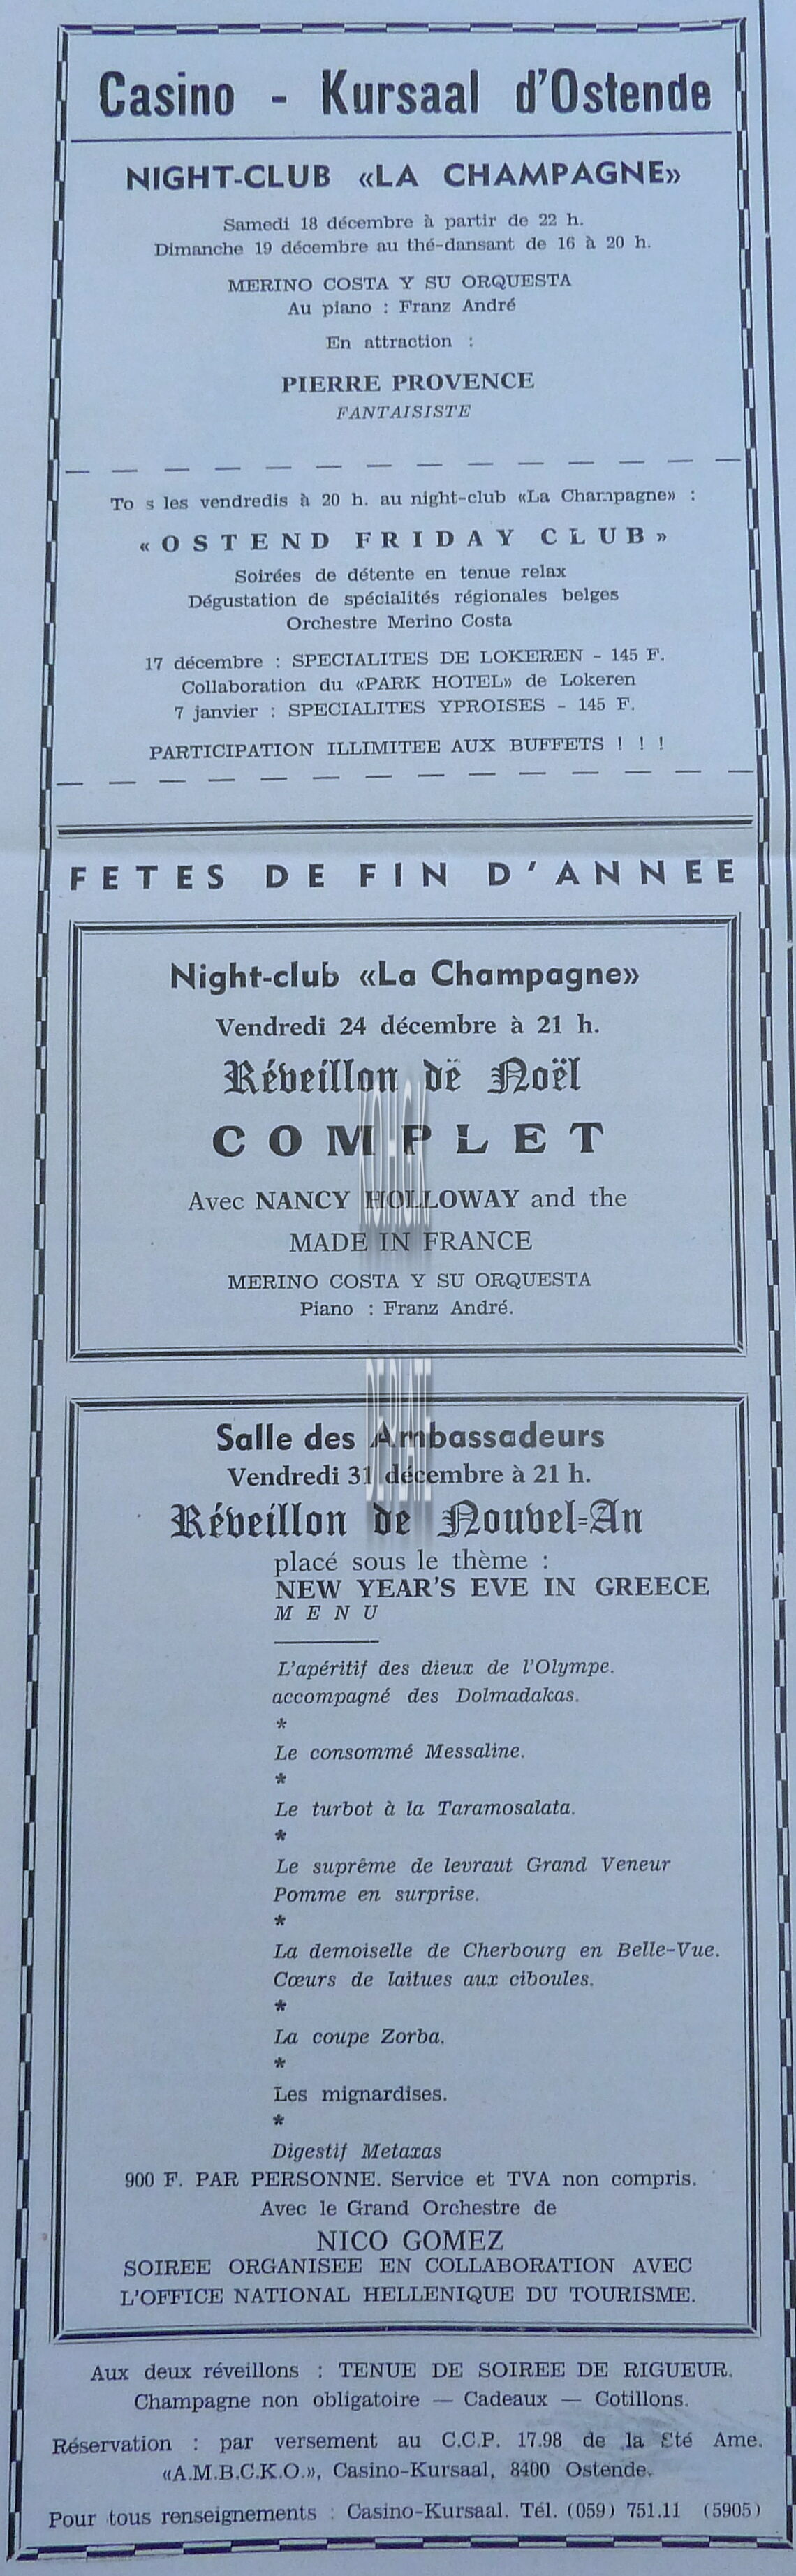 Casino - Kursaal d'Ostende
NIGHT-CLUB «LA CHAMPAGNE»
Samedi 18 décembre à partir de 22 h.
Dimanche 19 décembre au thé-dansant de 16 à 20 h.
MERINO COSTA Y SU ORQUESTA
Au piano : Franz André
En attraction :
PIERRE PROVENCE
FANTAISISTE
To s les vendredis à 20 h. au night-club «La Champagne» :
«OSTEND FRIDAY CLUB»
Soirées de détente en tenue relax
Dégustation de spécialités régionales belges
Orchestre Merino Costa
17 décembre : SPECIALITES DE LOKEREN - 145 F.
Collaboration du «PARK HOTEL» de Lokeren
7 janvier : SPECIALITES YPROISES - 145 F.
PARTICIPATION ILLIMITEE AUX BUFFETS ! ! !
FETES DE FIN D'ANNEE
Night-club «La Champagne»
Vendredi 24 décembre à 21 h.
Réveillon dë Noël
COMPLET
Avec NANCY HOLLOWAY and the
MADE IN FRANCE
MERINO COSTA Y SU ORQUESTA
Piano : Franz André.
Salle des Ambassadeurs
Vendredi 31 décembre à 21 h.
Réveillon de Nouvel-An
placé sous le thème :
NEW YEAR'S EVE IN GREECE
MENU
L'apéritif des dieux de l'Olympe.
accompagné des Dolmadakas.
*
Le consommé Messaline.
*
Le turbot à la Taramosalata.
*
Le suprême de levraut Grand Veneur
Pomme en surprise.
*
La demoiselle de Cherbourg en Belle-Vue.
Cœurs de laitues aux ciboules.
*
La coupe Zorba.
*
Les mignardises.
*
Digestif Metaxas
900 F. PAR PERSONNE. Service et TVA non compris.
Avec le Grand Orchestre de
NICO GOMEZ
SOIREE ORGANISEE EN COLLABORATION AVEC
L'OFFICE NATIONAL HELLENIQUE DU TOURISME.
Aux deux réveillons : TENUE DE SOIREE DE RIGUEUR.
Champagne non obligatoire — Cadeaux — Cotillons.
Réservation : par versement au C.C.P. 17.98 de la Sté Ame.
«A.M.B.C.K.O.», Casino-Kursaal, 8400 Ostende.
Pour tous renseignements : Casino-Kursaal. Tél. (059) 751.11 (5905)